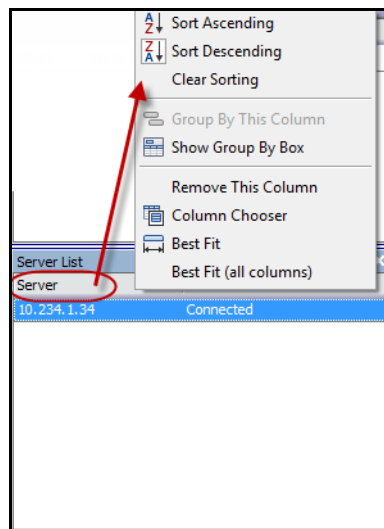 Sort Ascending
Sort Descending
Clear Sorting
Group By This Column
Show Group By Box
Remove This Column
Column Chooser
Best Fit
Best Fit (all columns)
Server List
Server
10.234.1.34 Connected